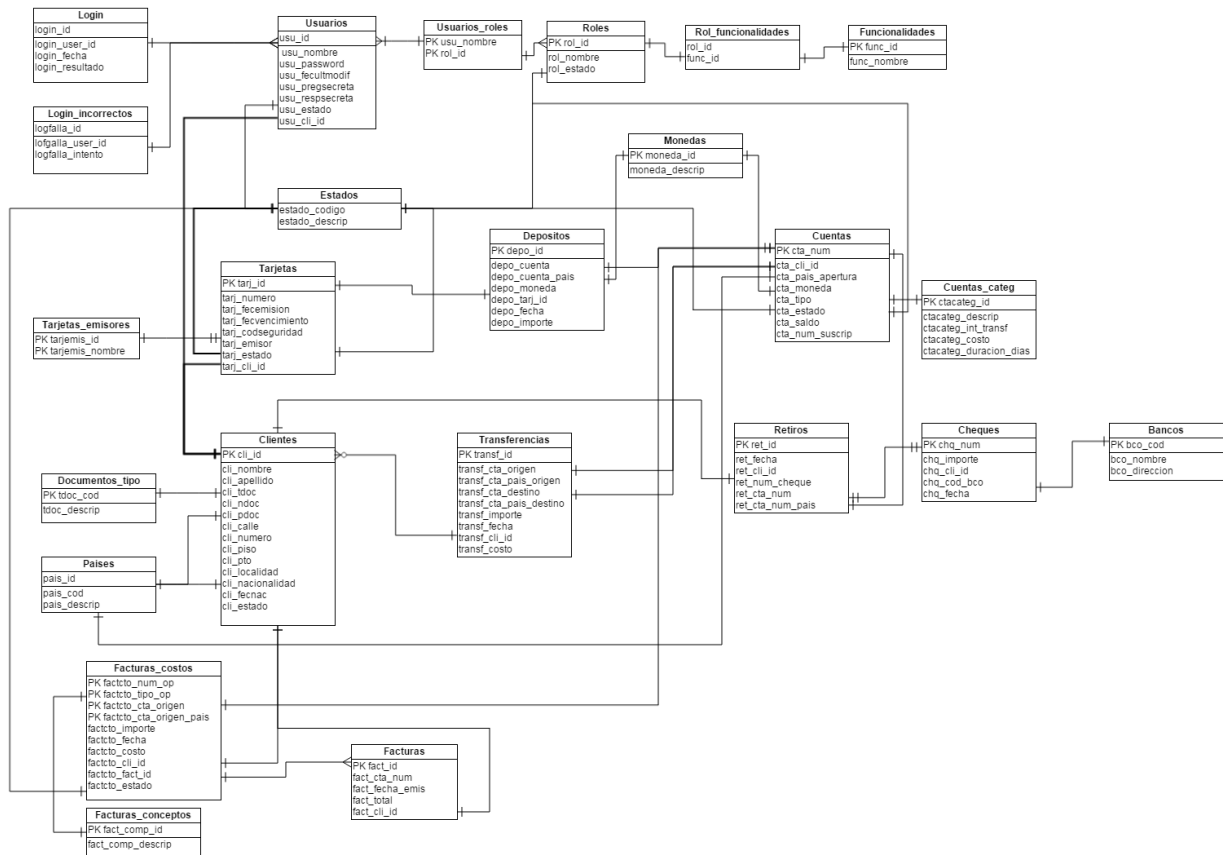 Login
login_id
login_user_id
login_fecha
login_resultado
Usuarios
usu_id
usu_nombre
usu_password
usu_fecultmodif
usu_pregsecreta
usu_respsecreta
usu_estado
usu_cli_id
Usuarios_roles
PK usu_nombre
PK rol_id
Roles
PK rol_id
rol_nombre
rol_estado
Rol_funcionalidades
rol_id
func_id
Funcionalidades
PK func_id
func_nombre
Login_incorrectos
logfalla_id
lofgalla_user_id
logfalla_intento
Monedas
PK moneda_id
moneda_descrip
Estados
estado_codigo
estado_descrip
Depositos
PK depo_id
depo_cuenta
depo_cuenta_pais
depo_moneda
depo_tarj_id
depo_fecha
depo_importe
Cuentas
PK cta_num
cta_cli_id
cta_pais_apertura
cta_moneda
cta_tipo
cta_estado
cta_saldo
cta_num_suscrip
Tarjetas
PK tarj_id
tarj_numero
tarj_fecemision
tarj_fecvencimiento
tarj_codseguridad
tarj_emisor
tarj_estado
tarj_cli_id
Cuentas_categ
PK ctacateg_id
ctacateg_descrip
ctacateg_int_transf
ctacateg_costo
ctacateg_duracion_dias
Tarjetas_emisores
PK tarjemis_id
PK tarjemis_nombre
Clientes
PK cli_id
cli_nombre
cli_apellido
cli_tdoc
cli_ndoc
cli_pdoc
cli_calle
cli_numero
cli_piso
cli_pto
cli_localidad
cli_nacionalidad
cli_fecnac
cli_estado
Transferencias
PK transf_id
transf_cta_origen
transf_cta_pais_origen
transf_cta_destino
transf_cta_pais_destino
transf_importe
transf_fecha
transf_cli_id
transf_costo
Retiros
PK ret_id
ret_fecha
ret_cli_id
ret_num_cheque
ret_cta_num
ret_cta_num_pais
Cheques
PK chq_num
chq_importe
chq_cli_id
chq_cod_bco
chq_fecha
Bancos
PK bco_cod
bco_nombre
bco_direccion
Documentos_tipo
PK tdoc_cod
tdoc_descrip
Paises
pais_id
pais_cod
pais_descrip
Facturas_costos
PK factcto_num_op
PK factcto_tipo_op
PK factcto_cta_origen
PK factcto_cta_origen_pais
factcto_importe
factcto_fecha
factcto_costo
factcto_cli_id
factcto_fact_id
factcto_estado
Facturas
PK fact_id
fact_cta_num
fact_fecha_emis
fact_total
fact_cli_id
Facturas_conceptos
PK fact_comp_id
fact_comp_descrip